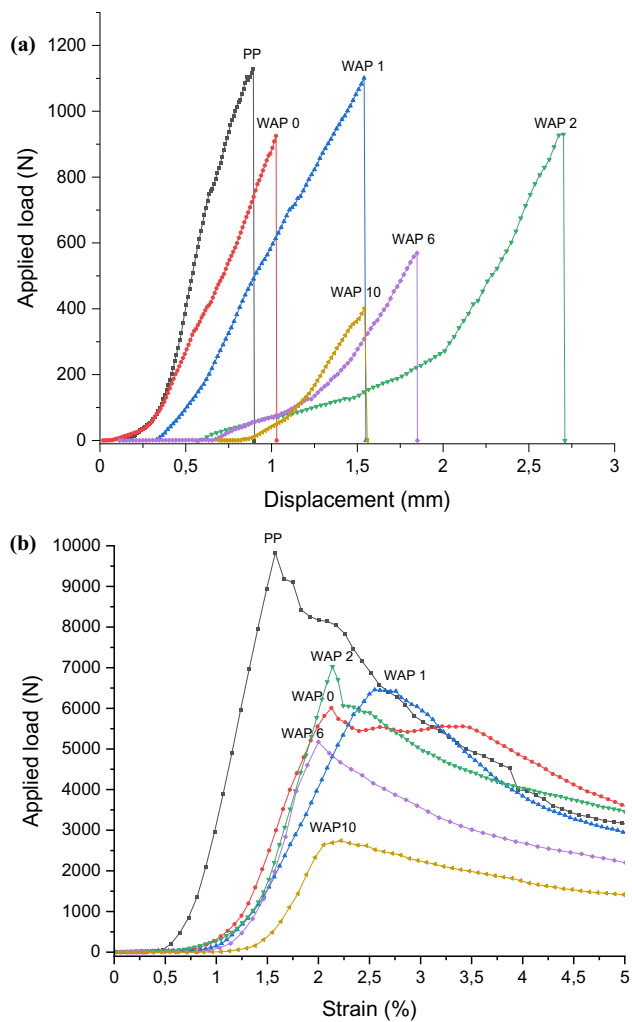 (a)
Applied load (N)
1200
1000
800
600
400
200
0
PP
WAP 0
WAP 1
WAP 2
WAP 6
WAP 10
0 0,5 1 1,5 2 2,5 3
Displacement (mm)
(b)
Applied load (N)
10000
9000
8000
7000
6000
5000
4000
3000
2000
1000
0
PP
WAP 2
WAP 1
WAP 0
WAP 6
WAP10
0 0,5 1 1,5 2 2,5 3 3,5 4 4,5 5
Strain (%)